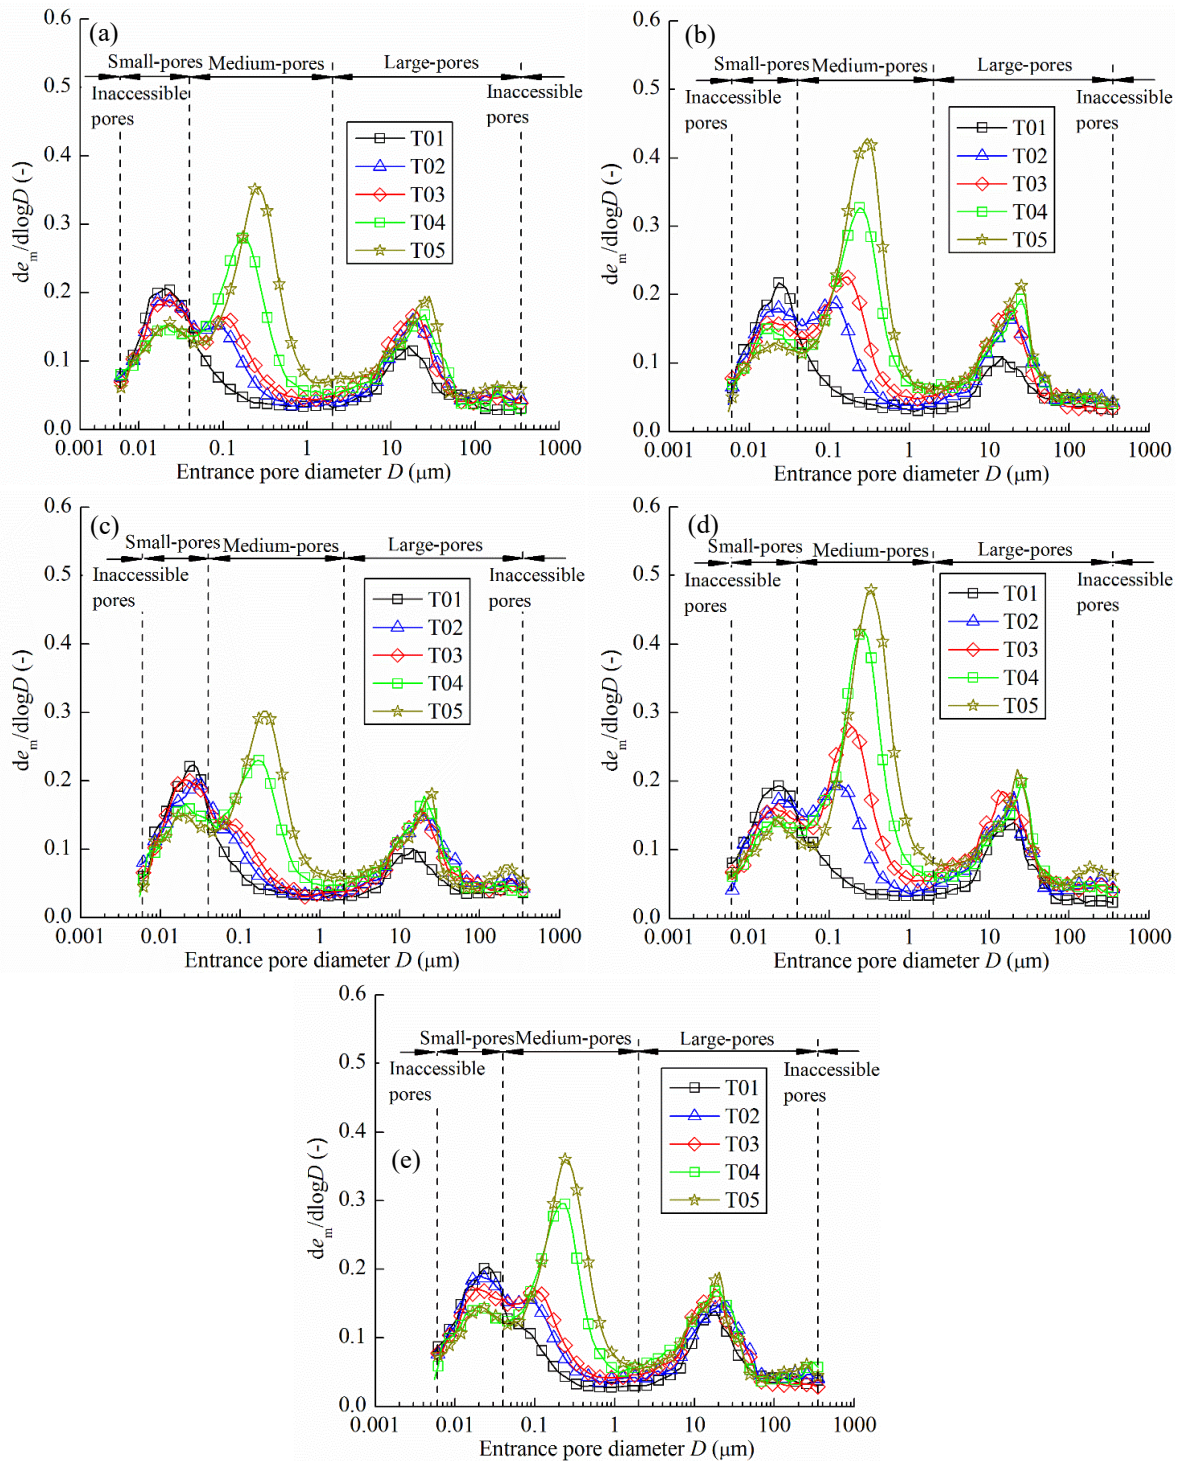 (a)
0.6
0.5
0.4
0.3
0.2
0.1
0.0
de_m/dlogD (-)
Small-pores
Medium-pores
Large-pores
Inaccessible
pores
Inaccessible
pores
T01
T02
T03
T04
T05
0.001
0.01
0.1
1
10
100
1000
Entrance pore diameter D (μm)
(b)
0.6
0.5
0.4
0.3
0.2
0.1
0.0
de_m/dlogD (-)
Small-pores
Medium-pores
Large-pores
Inaccessible
pores
Inaccessible
pores
T01
T02
T03
T04
T05
0.001
0.01
0.1
1
10
100
1000
Entrance pore diameter D (μm)
(c)
0.6
0.5
0.4
0.3
0.2
0.1
0.0
de_m/dlogD (-)
Small-pores
Medium-pores
Large-pores
Inaccessible
pores
Inaccessible
pores
T01
T02
T03
T04
T05
0.001
0.01
0.1
1
10
100
1000
Entrance pore diameter D (μm)
(d)
0.6
0.5
0.4
0.3
0.2
0.1
0.0
de_m/dlogD (-)
Small-pores
Medium-pores
Large-pores
Inaccessible
pores
Inaccessible
pores
T01
T02
T03
T04
T05
0.001
0.01
0.1
1
10
100
1000
Entrance pore diameter D (μm)
(e)
0.6
0.5
0.4
0.3
0.2
0.1
0.0
de_m/dlogD (-)
Small-pores
Medium-pores
Large-pores
Inaccessible
pores
Inaccessible
pores
T01
T02
T03
T04
T05
0.001
0.01
0.1
1
10
100
1000
Entrance pore diameter D (μm)